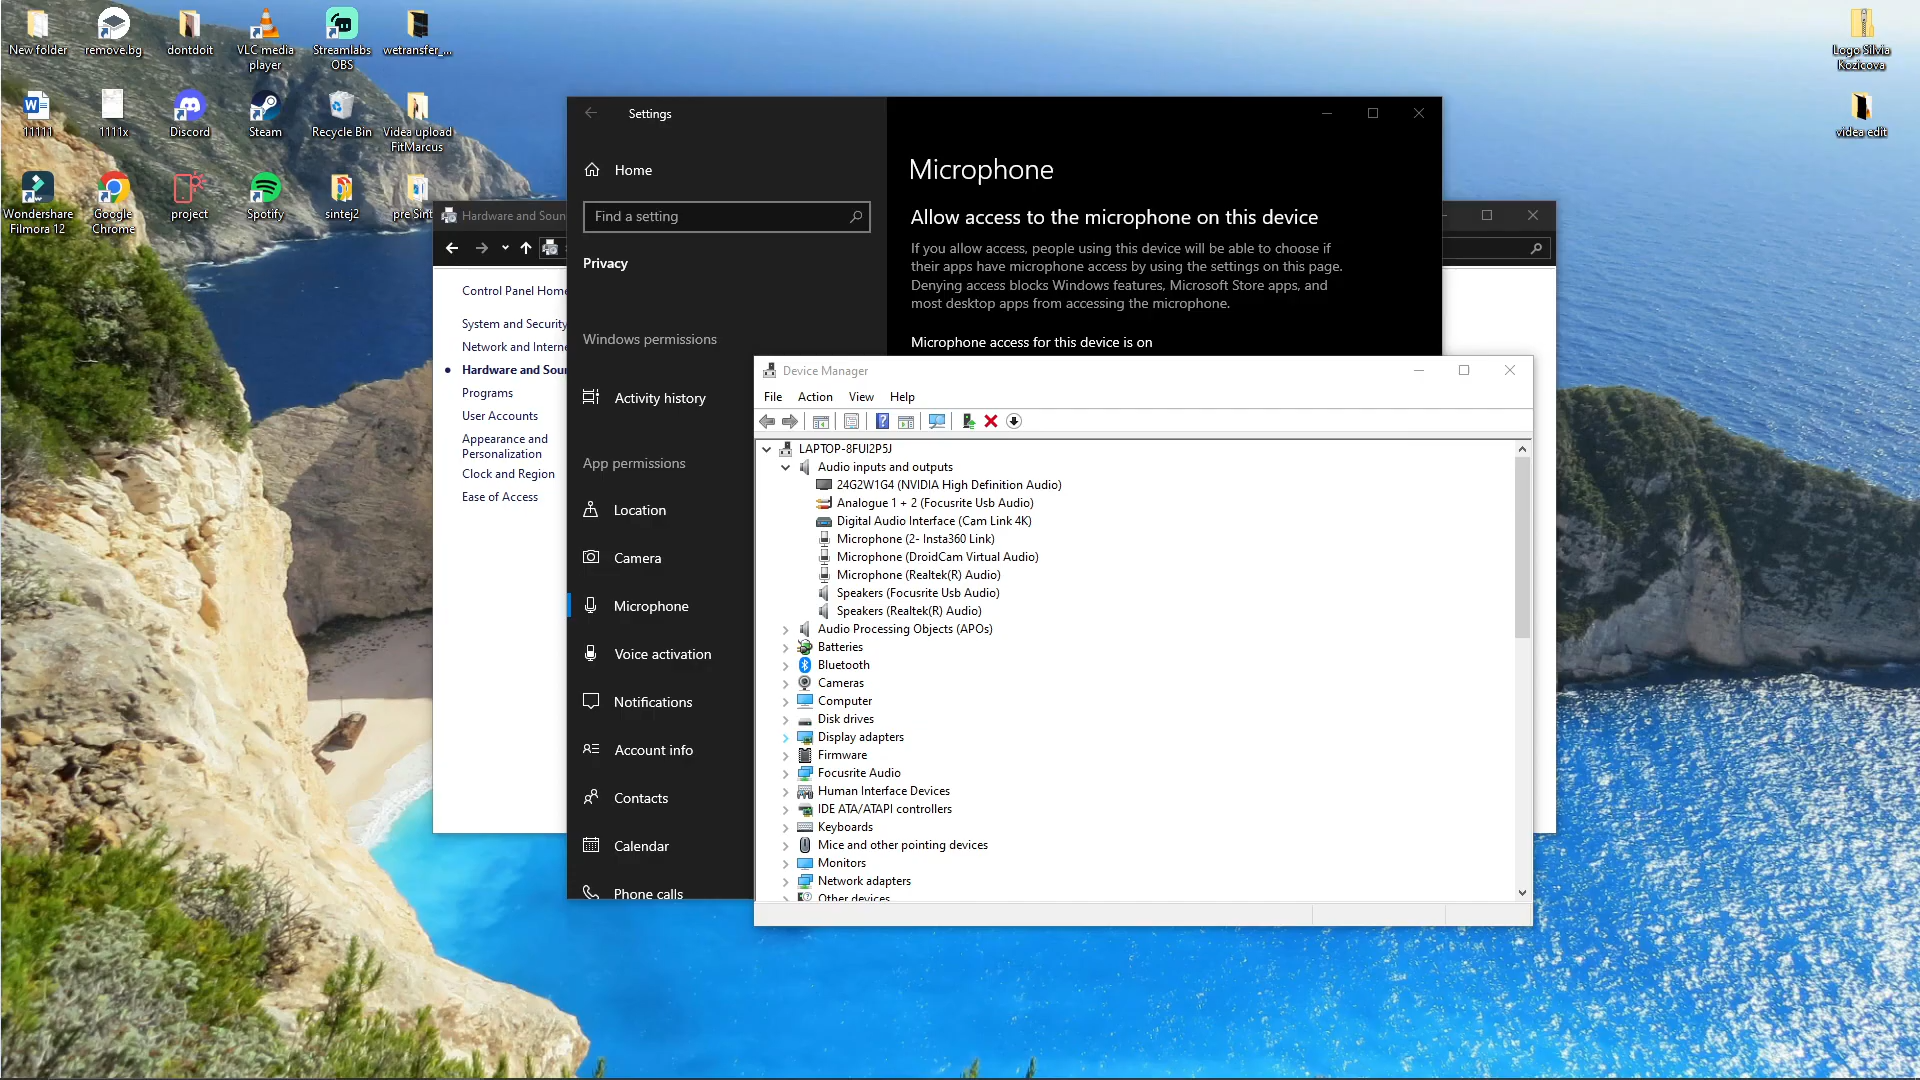 New folder
remove.bg
dontdoit
VLC media
player
Streamlabs
OBS
wetransfer_...
Logo Silvia
Kozicova
11111
1111x
Discord
Steam
Recycle Bin
Videa upload
FitMarcus
videa edit
Wondershare
Filmora 12
Google
Chrome
project
Spotify
sintej2
pre Sint
Hardware and Soun
Control Panel Home
System and Security
Network and Interne
Hardware and Soun
Programs
User Accounts
Appearance and
Personalization
Clock and Region
Ease of Access
Settings
Home
Find a setting
Privacy
Windows permissions
Activity history
App permissions
Location
Camera
Microphone
Voice activation
Notifications
Account info
Contacts
Calendar
Phone calls
Microphone
Allow access to the microphone on this device
If you allow access, people using this device will be able to choose if
their apps have microphone access by using the settings on this page.
Denying access blocks Windows features, Microsoft Store apps, and
most desktop apps from accessing the microphone.
Microphone access for this device is on
Device Manager
File Action View Help
LAPTOP-8FUI2P5J
Audio inputs and outputs
24G2W1G4 (NVIDIA High Definition Audio)
Analogue 1 + 2 (Focusrite Usb Audio)
Digital Audio Interface (Cam Link 4K)
Microphone (2- Insta360 Link)
Microphone (DroidCam Virtual Audio)
Microphone (Realtek(R) Audio)
Speakers (Focusrite Usb Audio)
Speakers (Realtek(R) Audio)
Audio Processing Objects (APOs)
Batteries
Bluetooth
Cameras
Computer
Disk drives
Display adapters
Firmware
Focusrite Audio
Human Interface Devices
IDE ATA/ATAPI controllers
Keyboards
Mice and other pointing devices
Monitors
Network adapters
Other devices